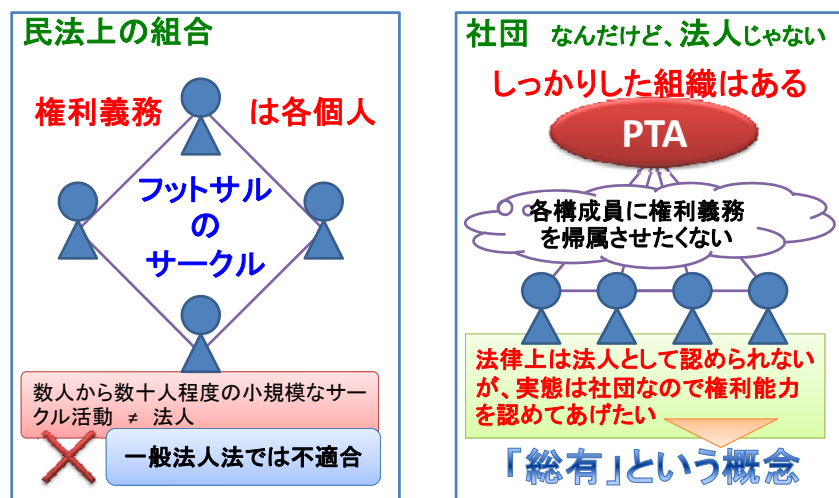 民法上の組合
権利義務 は各個人
フットサル
の
サークル
数人から数十人程度の小規模なサー
クル活動 ≠ 法人
一般法人法では不適合
社団 なんだけど、法人じゃない
しっかりした組織はある
PTA
各構成員に権利義務
を帰属させたくない
法律上は法人として認められない
が、実態は社団なので権利能力
を認めてあげたい
「総有」という概念